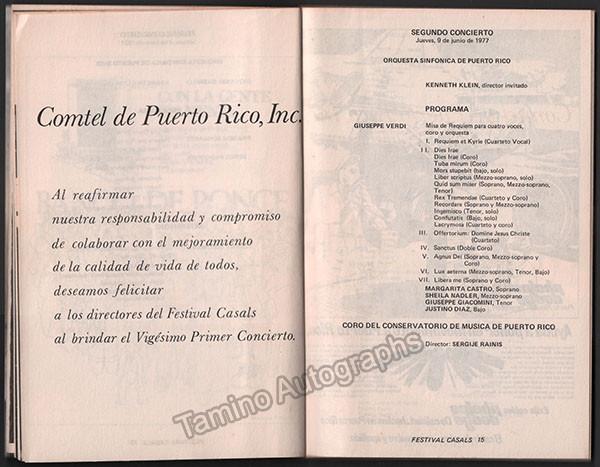 Comtel de Puerto Rico, Inc.
Al reafirmar
nuestra responsabilidad y compromiso
de colaborar con el mejoramiento
de la calidad de vida de todos,
deseamos felicitar
a los directores del Festival Casals
al brindar el Vigésimo Primer Concierto.
SEGUNDO CONCIERTO
Jueves, 9 de junio de 1977
ORQUESTA SINFONICA DE PUERTO RICO
KENNETH KLEIN, director invitado
PROGRAMA
GIUSEPPE VERDI Misa de Requiem para cuatro voces,
coro y orquesta
I. Requiem et Kyrie (Cuarteto Vocal)
II. Dies Irae
Dies Irae (Coro)
Tuba mirum (Coro)
Mors stupebit (bajo, solo)
Liber scriptus (Mezzo-soprano, solo)
Quid sum miser (Soprano, Mezzo-soprano,
Tenor)
Rex Tremendae (Cuarteto y Coro)
Recordare (Soprano y Mezzo-soprano)
Ingemisco (Tenor, solo)
Confutatis (Bajo, solo)
Lacrymosa (Cuarteto y coro)
III. Offertorium: Domine Jesus Christe
(Cuartato)
IV. Sanctus (Doble Coro)
V. Agnus Dei (Soprano, Mezzo-soprano y
Coro)
VI. Lux aeterna (Mezzo-soprano, Tenor, Bajo)
VII. Libera me (Soprano y Coro)
MARGARITA CASTRO, Soprano
SHEILA NADLER, Mezzo-soprano
GIUSEPPE GIACOMINI, Tenor
JUSTINO DIAZ, Bajo
CORO DEL CONSERVATORIO DE MUSICA DE PUERTO RICO
Director: SERGIJE RAINIS
FESTIVAL CASALS 15
Tamino Autographs